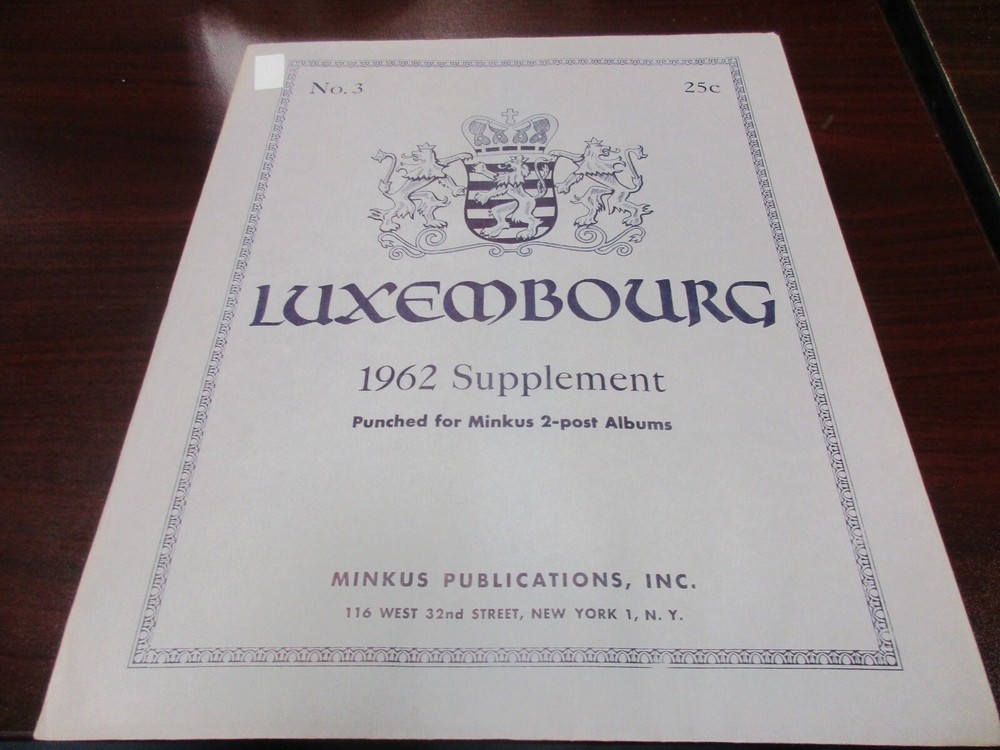 No. 3
25c
LUXEMBOURG
1962 Supplement
Punched for Minkus 2-post Albums
MINKUS PUBLICATIONS, INC.
116 WEST 32nd STREET, NEW YORK 1, N. Y.